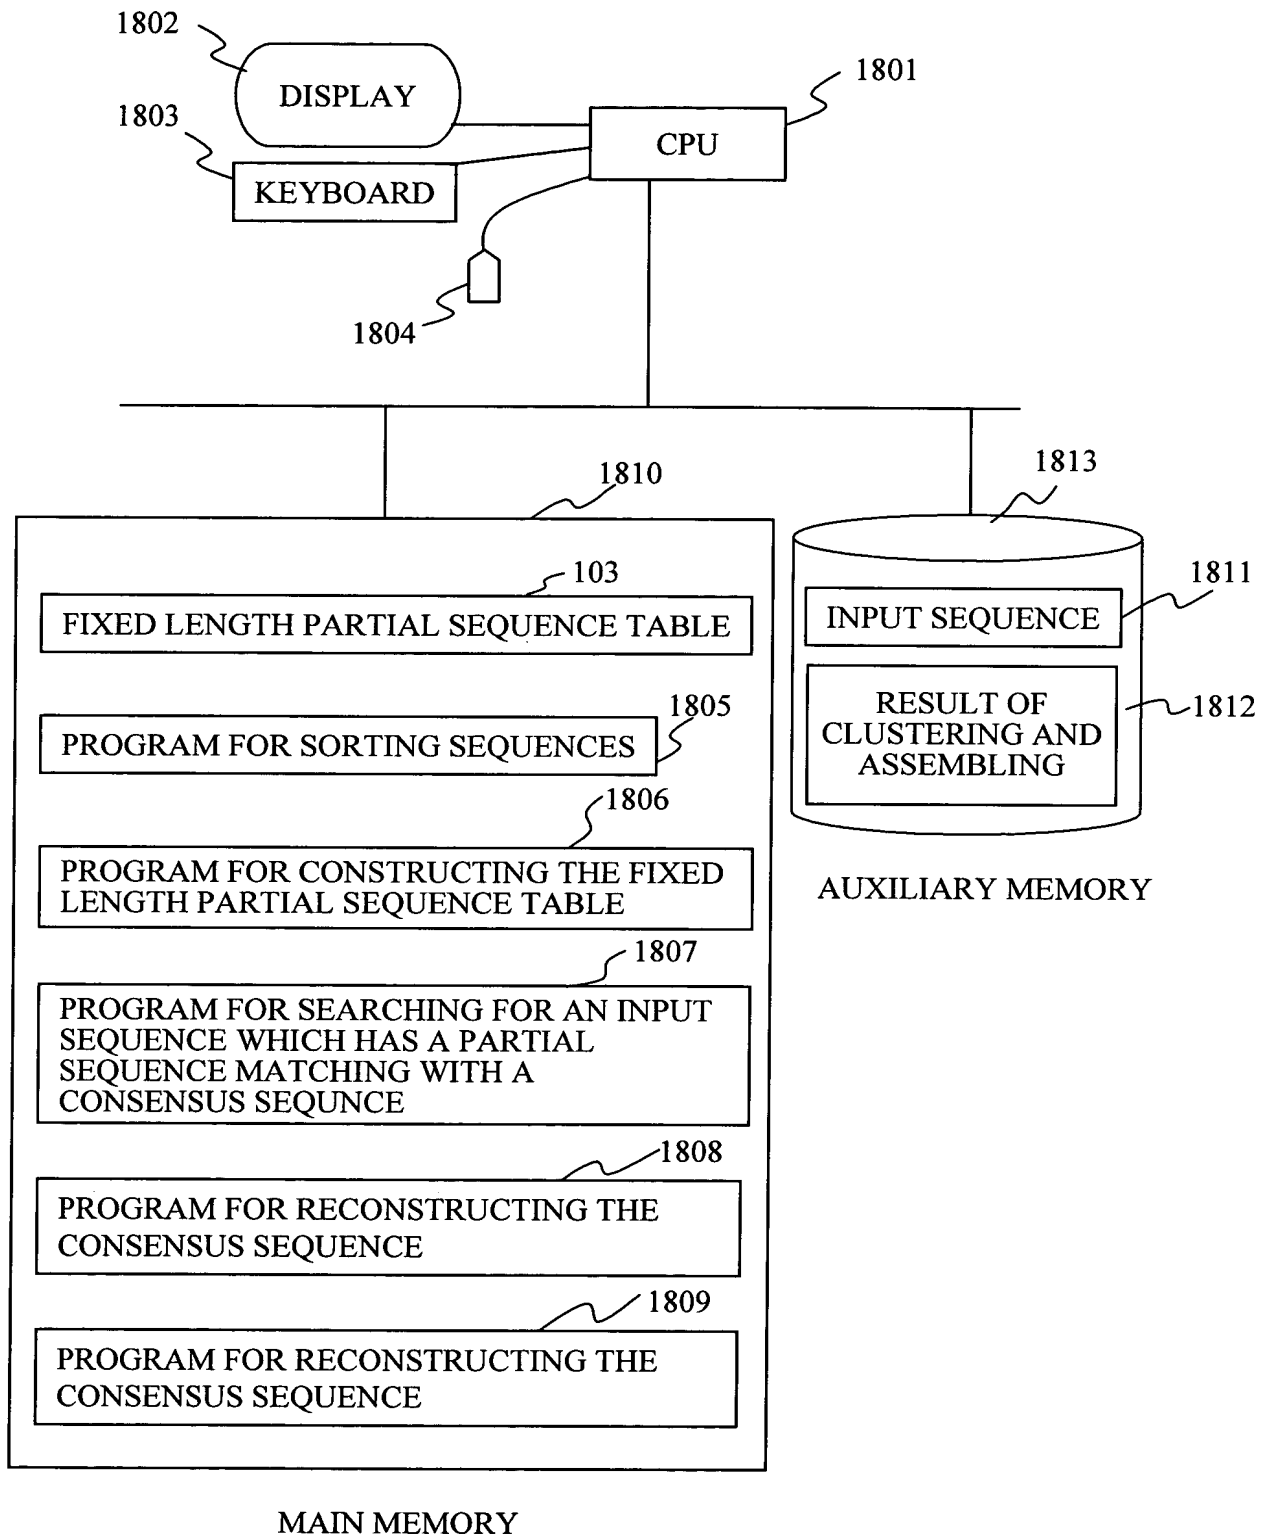 1802
DISPLAY
1801
CPU
1803
KEYBOARD
1804
1810
1813
103
FIXED LENGTH PARTIAL SEQUENCE TABLE
1811
INPUT SEQUENCE
1805
PROGRAM FOR SORTING SEQUENCES
RESULT OF
CLUSTERING AND
ASSEMBLING
1812
1806
PROGRAM FOR CONSTRUCTING THE FIXED
LENGTH PARTIAL SEQUENCE TABLE
AUXILIARY MEMORY
1807
PROGRAM FOR SEARCHING FOR AN INPUT
SEQUENCE WHICH HAS A PARTIAL
SEQUENCE MATCHING WITH A
CONSENSUS SEQUNCE
1808
PROGRAM FOR RECONSTRUCTING THE
CONSENSUS SEQUENCE
1809
PROGRAM FOR RECONSTRUCTING THE
CONSENSUS SEQUENCE
MAIN MEMORY